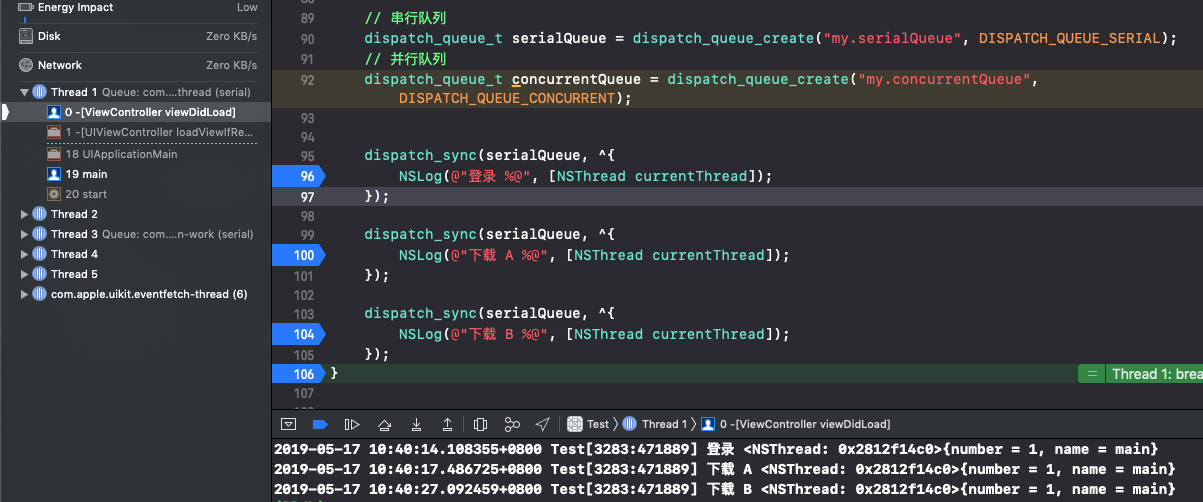 Energy Impact Low
Disk Zero KB/s
Network Zero KB/s
Thread 1 Queue: com....thread (serial)
0 -[ViewController viewDidLoad]
1 -[UIViewController loadViewIfRe...
18 UIApplicationMain
19 main
20 start
Thread 2
Thread 3 Queue: com....n-work (serial)
Thread 4
Thread 5
com.apple.uikit.eventfetch-thread (6)
89 // 串行队列
90 dispatch_queue_t serialQueue = dispatch_queue_create("my.serialQueue", DISPATCH_QUEUE_SERIAL);
91 // 并行队列
92 dispatch_queue_t concurrentQueue = dispatch_queue_create("my.concurrentQueue",
DISPATCH_QUEUE_CONCURRENT);
93
94
95 dispatch_sync(serialQueue, ^{
96 NSLog(@"登录 %@", [NSThread currentThread]);
97 });
98
99 dispatch_sync(serialQueue, ^{
100 NSLog(@"下载 A %@", [NSThread currentThread]);
101 });
102
103 dispatch_sync(serialQueue, ^{
104 NSLog(@"下载 B %@", [NSThread currentThread]);
105 });
106 } = Thread 1: brea
107
Test 〉 Thread 1 〉 0 -[ViewController viewDidLoad]
2019-05-17 10:40:14.108355+0800 Test[3283:471889] 登录 <NSThread: 0x2812f14c0>{number = 1, name = main}
2019-05-17 10:40:17.486725+0800 Test[3283:471889] 下载 A <NSThread: 0x2812f14c0>{number = 1, name = main}
2019-05-17 10:40:27.092459+0800 Test[3283:471889] 下载 B <NSThread: 0x2812f14c0>{number = 1, name = main}